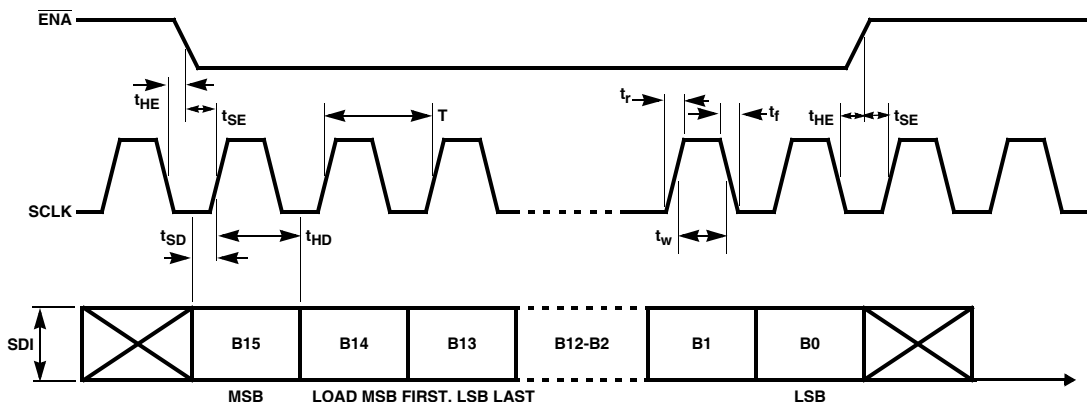 ENA
tHE
tSE
T
tr
tf
tHE
tSE
SCLK
tSD
tHD
tw
SDI
B15
B14
B13
B12-B2
B1
B0
MSB
LOAD MSB FIRST, LSB LAST
LSB